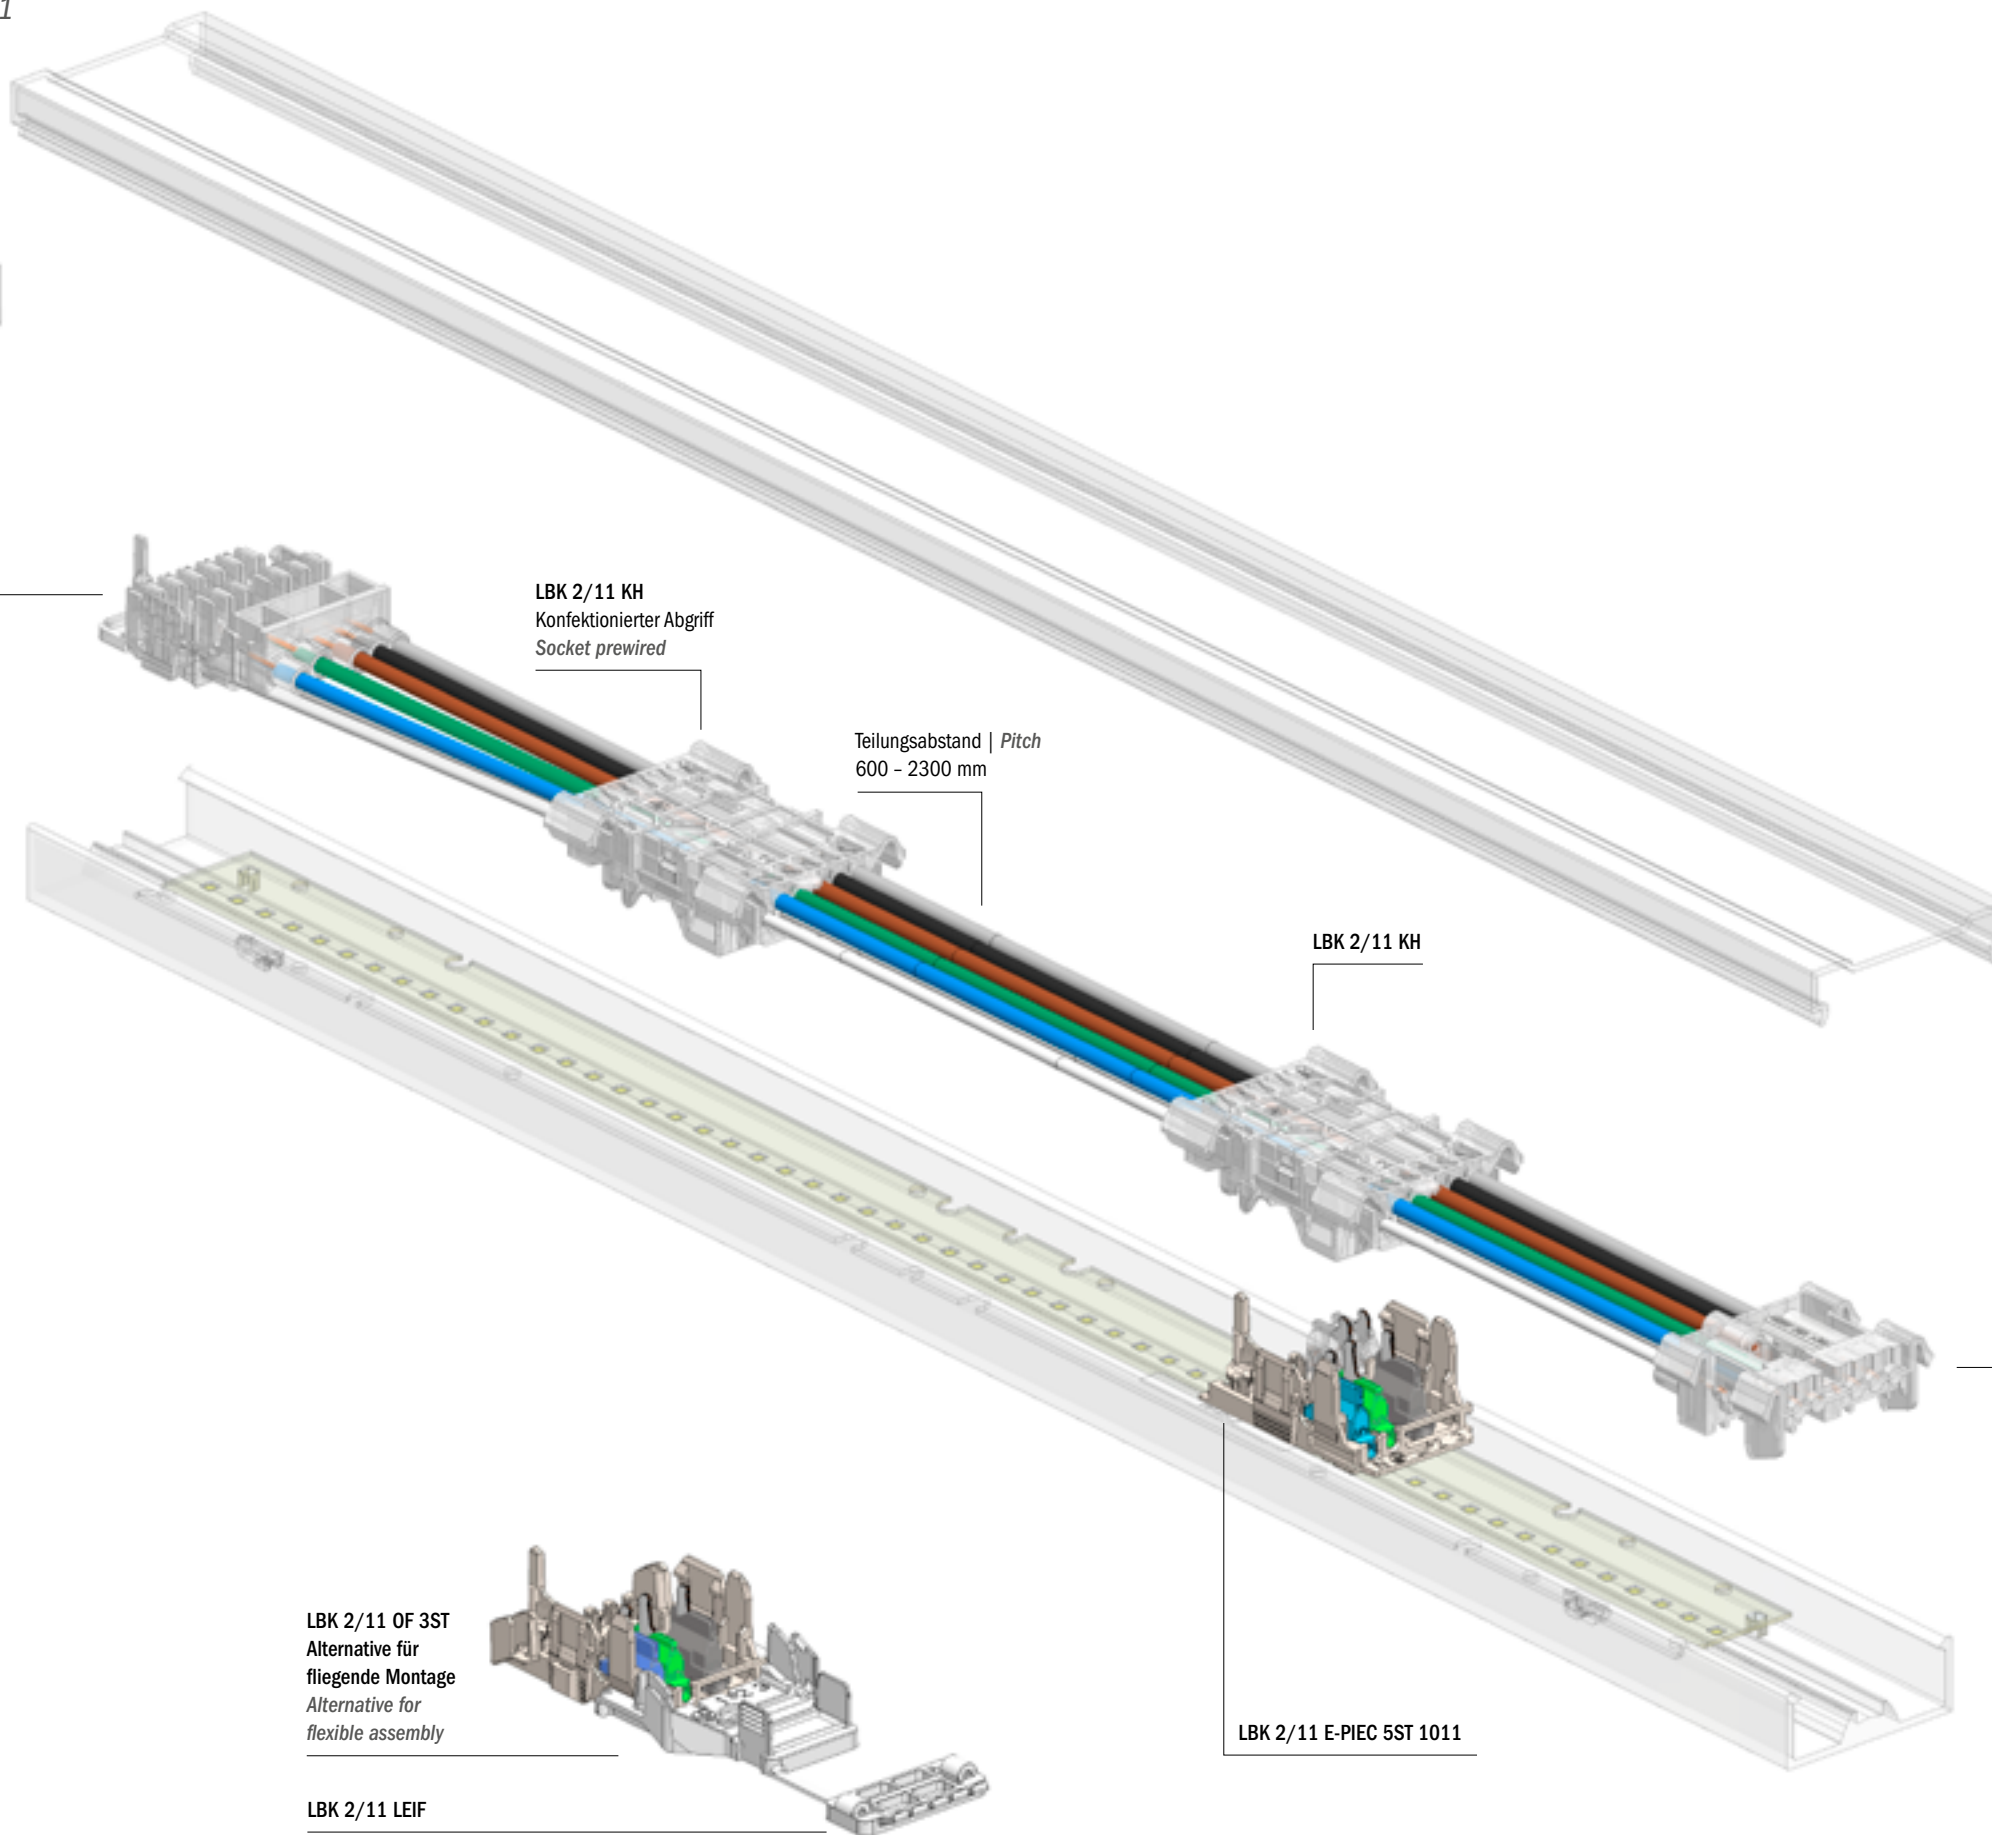 1
LBK 2/11 KH
Konfektionierter Abgriff
Socket prewired
Teilungsabstand | Pitch
600 – 2300 mm
LBK 2/11 KH
LBK 2/11 OF 3ST
Alternative für
fliegende Montage
Alternative for
flexible assembly
LBK 2/11 LEIF
LBK 2/11 E-PIEC 5ST 1011